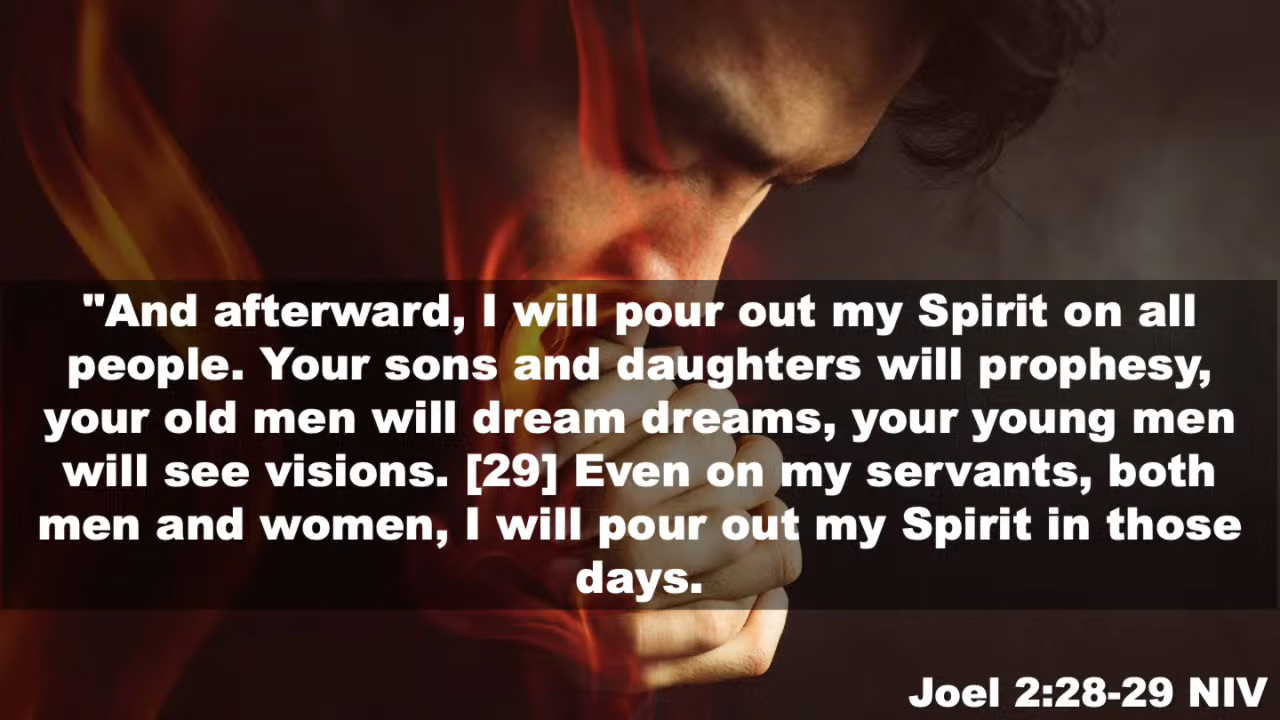 "And afterward, I will pour out my Spirit on all
people. Your sons and daughters will prophesy,
your old men will dream dreams, your young men
will see visions. [29] Even on my servants, both
men and women, I will pour out my Spirit in those
days.
Joel 2:28-29 NIV